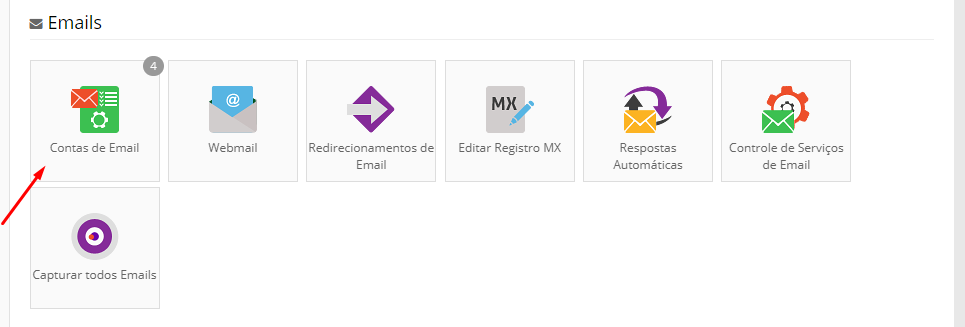 Emails
4
Contas de Email
Webmail
Redirecionamentos de
Email
MX
Editar Registro MX
Respostas
Automáticas
Controle de Serviços
de Email
Capturar todos Emails